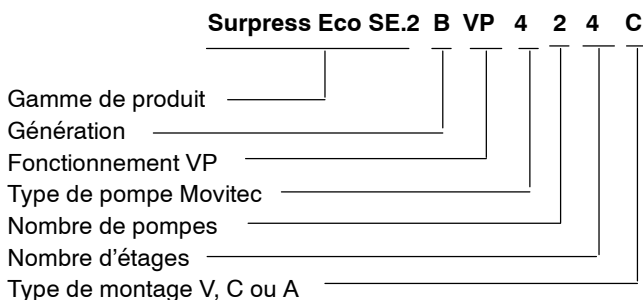 Surpress Eco SE.2 B VP 4 2 4 C
Gamme de produit
Génération
Fonctionnement VP
Type de pompe Movitec
Nombre de pompes
Nombre d'étages
Type de montage V, C ou A